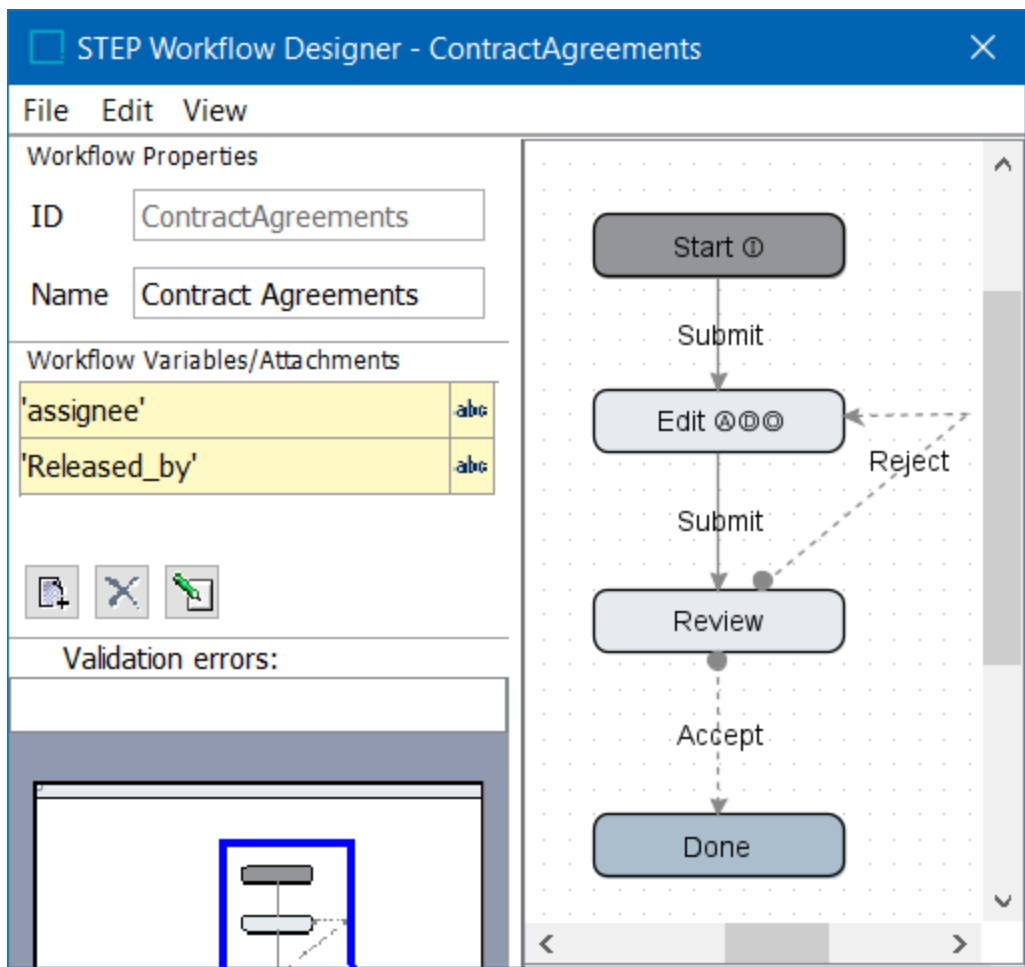 STEP Workflow Designer - ContractAgreements
File Edit View
Workflow Properties
ID ContractAgreements
Name Contract Agreements
Workflow Variables/Attachments
'assignee' abc
'Released_by' abc
Validation errors:
Start Ⓘ
Submit
Edit ⒶⒹⓄ
Reject
Submit
Review
Accept
Done